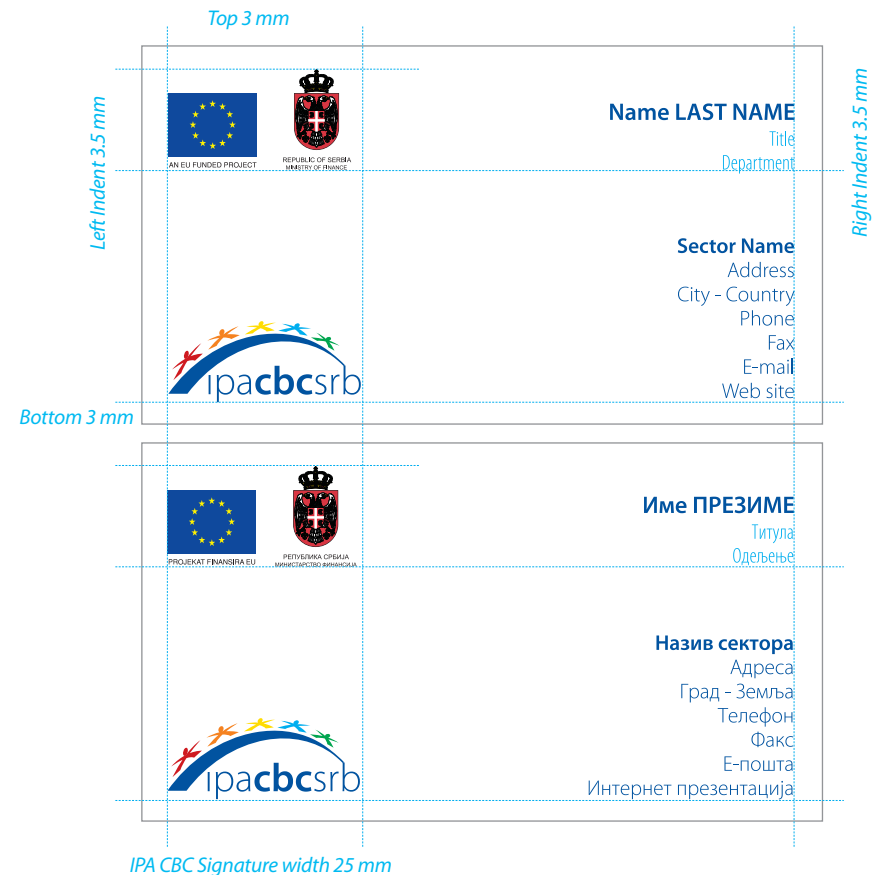 Top 3 mm
Left Indent 3.5 mm
Right Indent 3.5 mm
AN EU FUNDED PROJECT
REPUBLIC OF SERBIA
MINISTRY OF FINANCE
Name LAST NAME
Title
Department
Sector Name
Address
City - Country
Phone
Fax
E-mail
Web site
ipacbcsrb
Bottom 3 mm
PROJEKAT FINANSIRA EU
РЕПУБЛИКА СРБИЈА
МИНИСТАРСТВО ФИНАНСИЈА
Име ПРЕЗИМЕ
Титула
Одељење
Назив сектора
Адреса
Град - Земља
Телефон
Факс
Е-пошта
Интернет презентација
ipacbcsrb
IPA CBC Signature width 25 mm